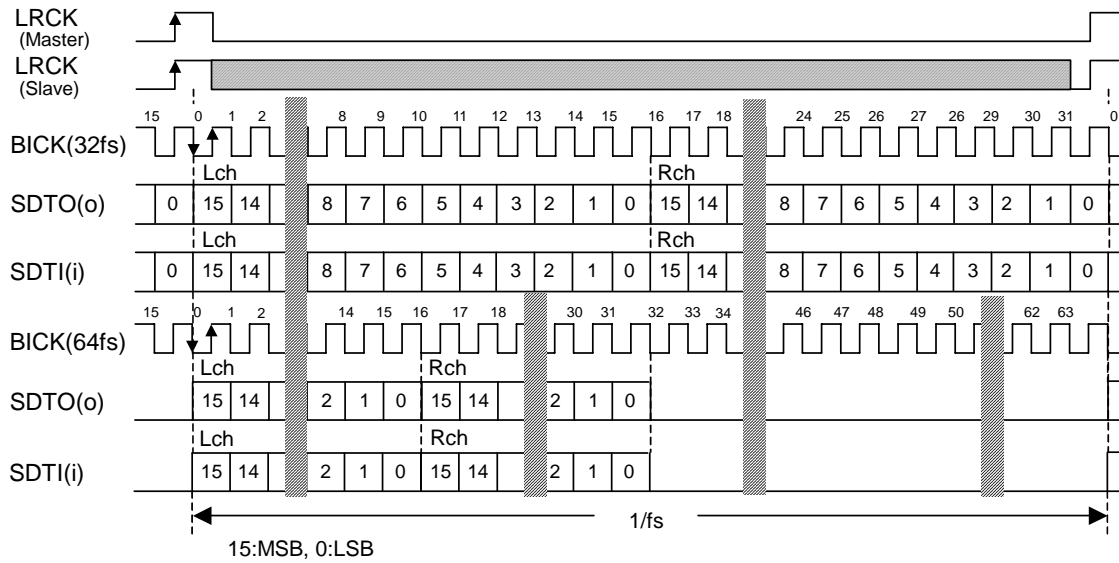 LRCK
(Master)
LRCK
(Slave)
15 0 1 2 8 9 10 11 12 13 14 15 16 17 18 24 25 26 27 26 29 30 31 0
BICK(32fs)
Lch Rch
SDTO(o) 0 15 14 8 7 6 5 4 3 2 1 0 15 14 8 7 6 5 4 3 2 1 0
Lch Rch
SDTI(i) 0 15 14 8 7 6 5 4 3 2 1 0 15 14 8 7 6 5 4 3 2 1 0
15 0 1 2 14 15 16 17 18 30 31 32 33 34 46 47 48 49 50 62 63
BICK(64fs)
Lch Rch
SDTO(o) 15 14 2 1 0 15 14 2 1 0
Lch Rch
SDTI(i) 15 14 2 1 0 15 14 2 1 0
1/fs
15:MSB, 0:LSB